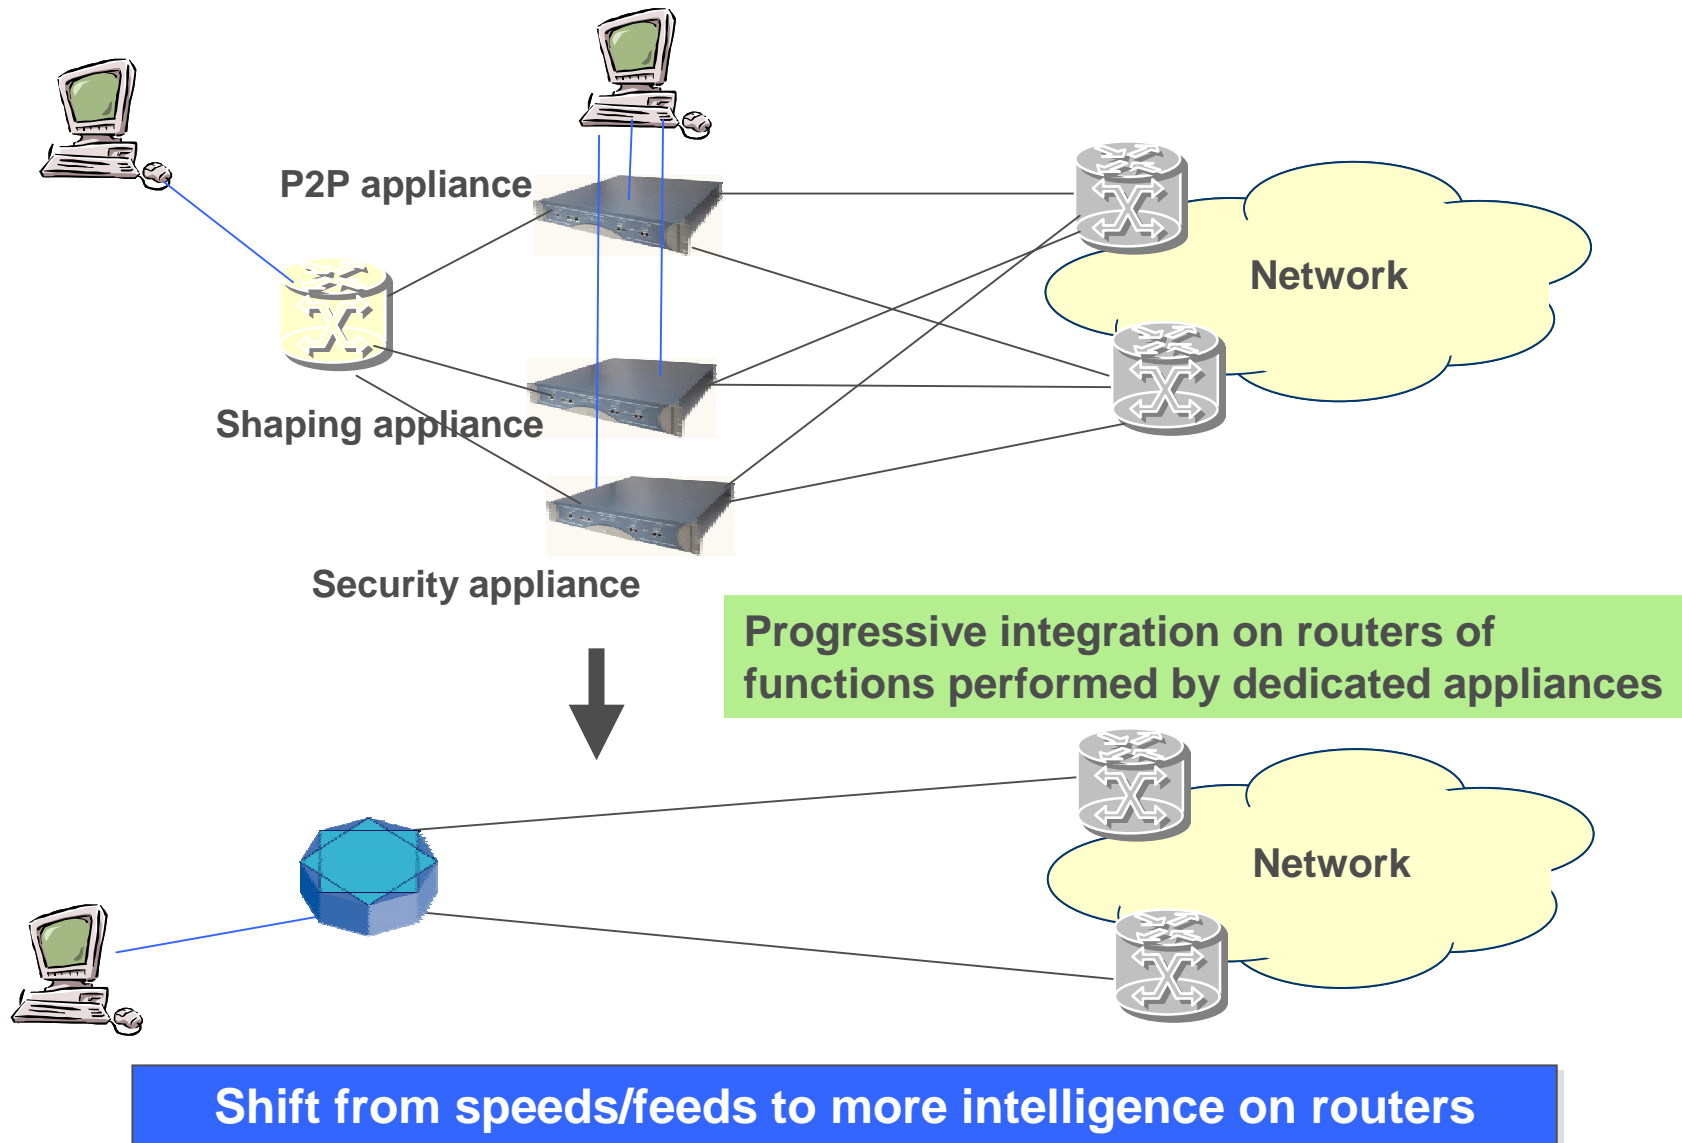 P2P appliance
Network
Shaping appliance
Security appliance
Progressive integration on routers of
functions performed by dedicated appliances
Network
Shift from speeds/feeds to more intelligence on routers